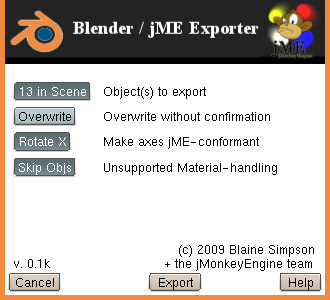 Blender / jME Exporter
jME
13 in Scene Object(s) to export
Overwrite Overwrite without confirmation
Rotate X Make axes jME-conformant
Skip Objs Unsupported Material-handling
(c) 2009 Blaine Simpson
v. 0.1k + the jMonkeyEngine team
Cancel Export Help